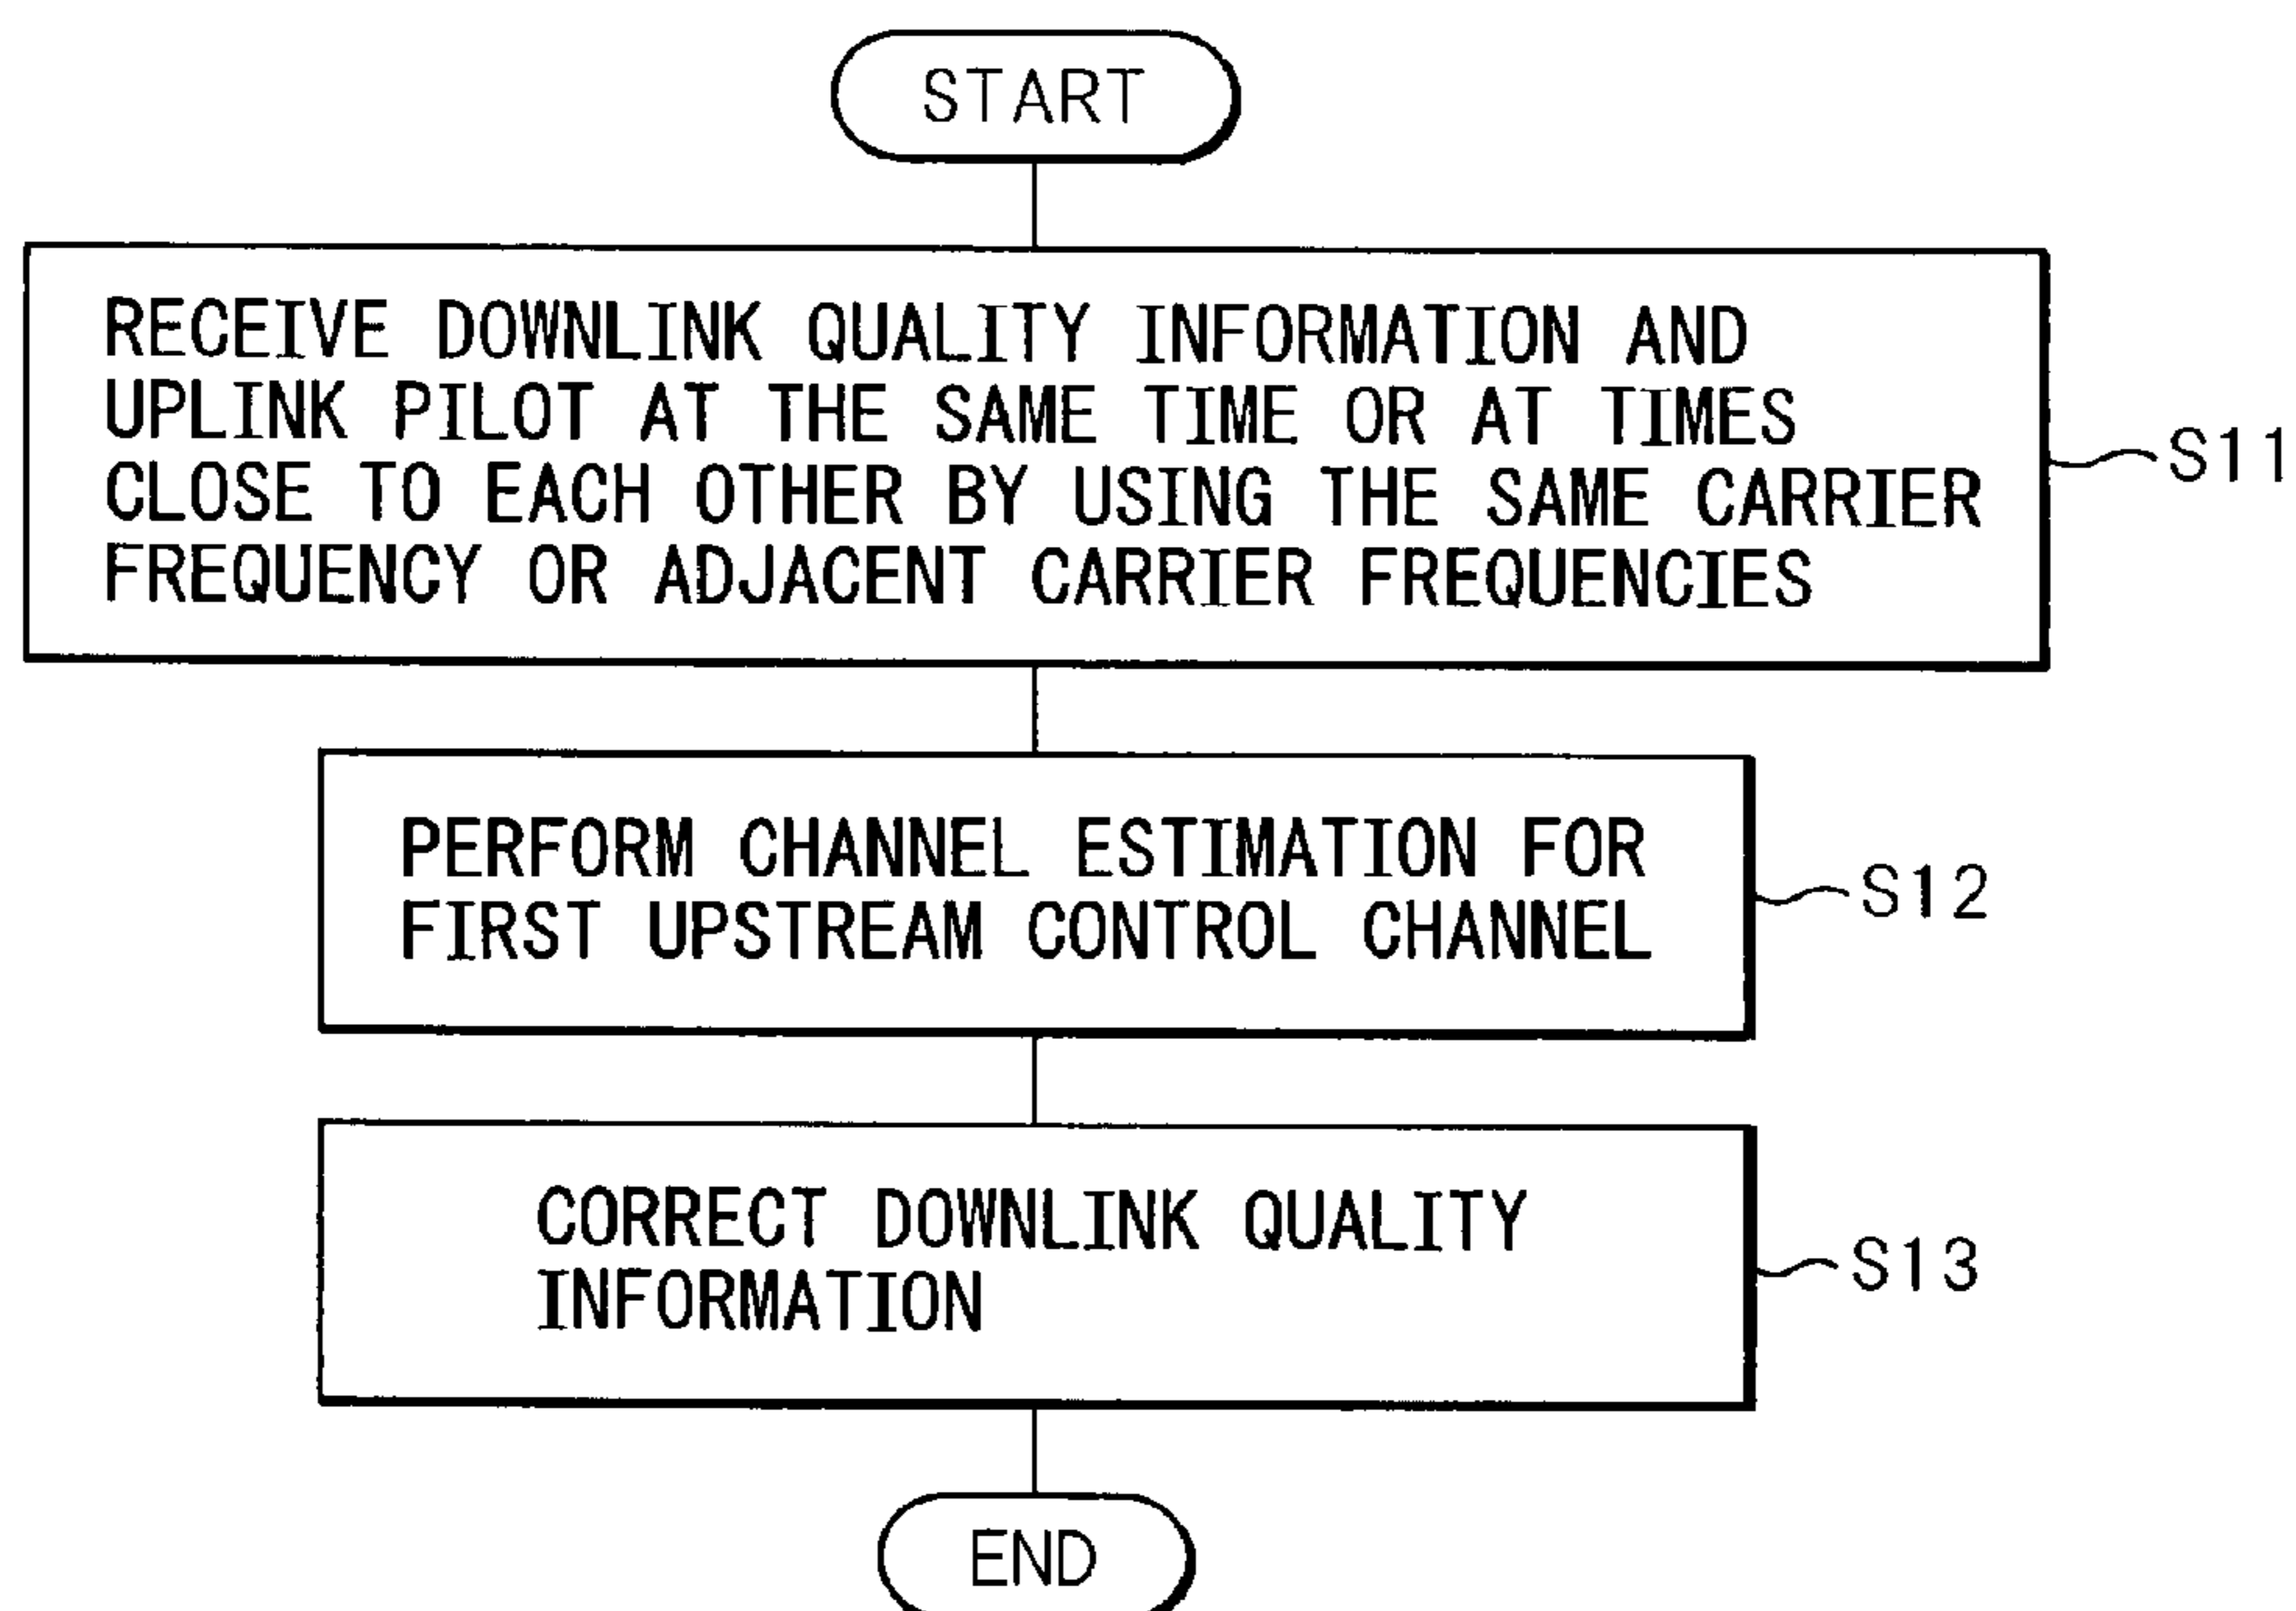 START
RECEIVE DOWNLINK QUALITY INFORMATION AND
UPLINK PILOT AT THE SAME TIME OR AT TIMES
CLOSE TO EACH OTHER BY USING THE SAME CARRIER
FREQUENCY OR ADJACENT CARRIER FREQUENCIES
S11
PERFORM CHANNEL ESTIMATION FOR
FIRST UPSTREAM CONTROL CHANNEL
S12
CORRECT DOWNLINK QUALITY
INFORMATION
S13
END